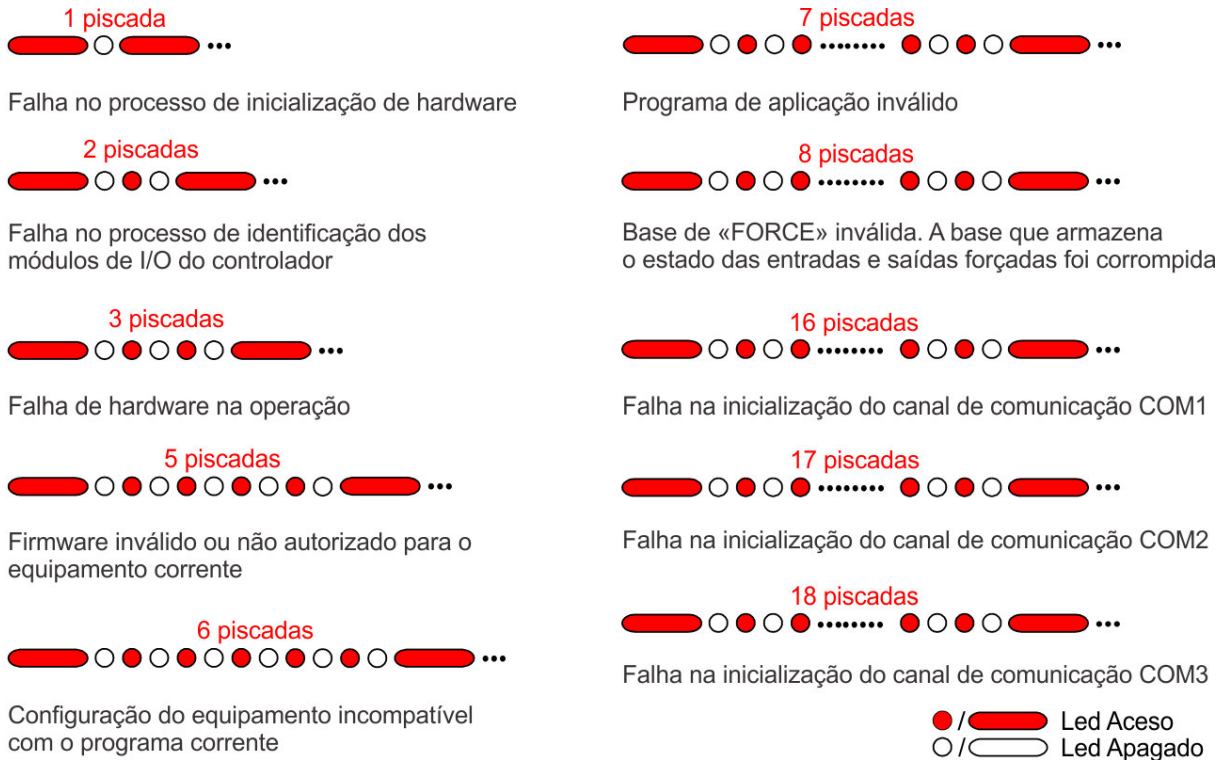 1 piscada
Falha no processo de inicialização de hardware
2 piscadas
Falha no processo de identificação dos
módulos de I/O do controlador
3 piscadas
Falha de hardware na operação
5 piscadas
Firmware inválido ou não autorizado para o
equipamento corrente
6 piscadas
Configuração do equipamento incompatível
com o programa corrente
7 piscadas
Programa de aplicação inválido
8 piscadas
Base de «FORCE» inválida. A base que armazena
o estado das entradas e saídas forçadas foi corrompida
16 piscadas
Falha na inicialização do canal de comunicação COM1
17 piscadas
Falha na inicialização do canal de comunicação COM2
18 piscadas
Falha na inicialização do canal de comunicação COM3
/ Led Aceso
/ Led Apagado